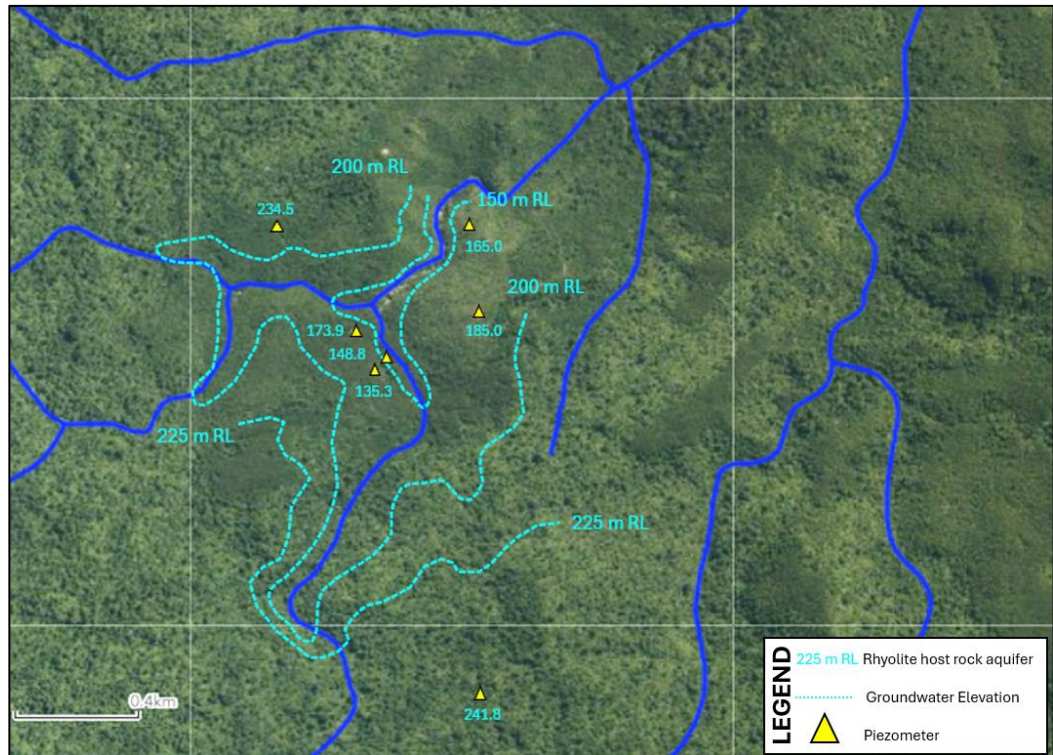 200 m RL
234.5
150 m RL
165.0
200 m RL
173.9
185.0
148.8
135.3
225 m RL
225 m RL
241.8
0.4km
LEGEND
225 m RL Rhyolite host rock aquifer
Groundwater Elevation
Piezometer